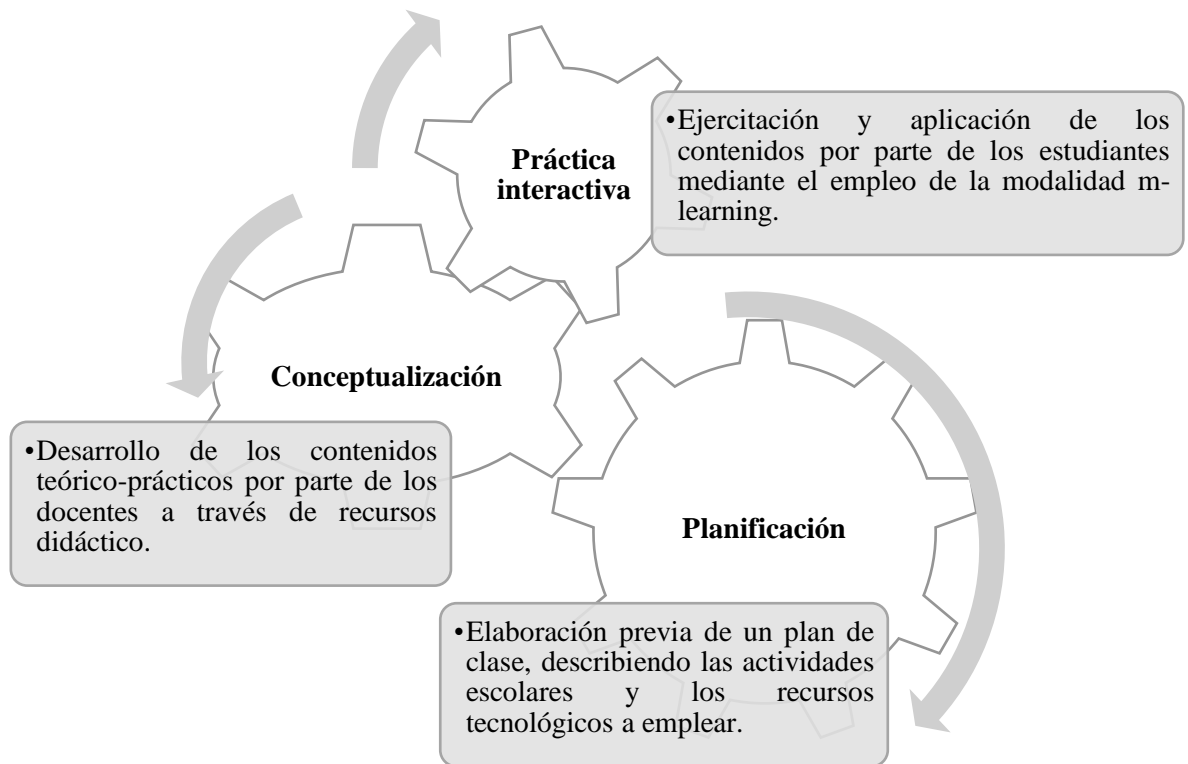 Práctica
interactiva
•Ejercitación y aplicación de los
contenidos por parte de los estudiantes
mediante el empleo de la modalidad m-
learning.
Conceptualización
•Desarrollo de los contenidos
teórico-prácticos por parte de los
docentes a través de recursos
didáctico.
Planificación
•Elaboración previa de un plan de
clase, describiendo las actividades
escolares y los recursos
tecnológicos a emplear.